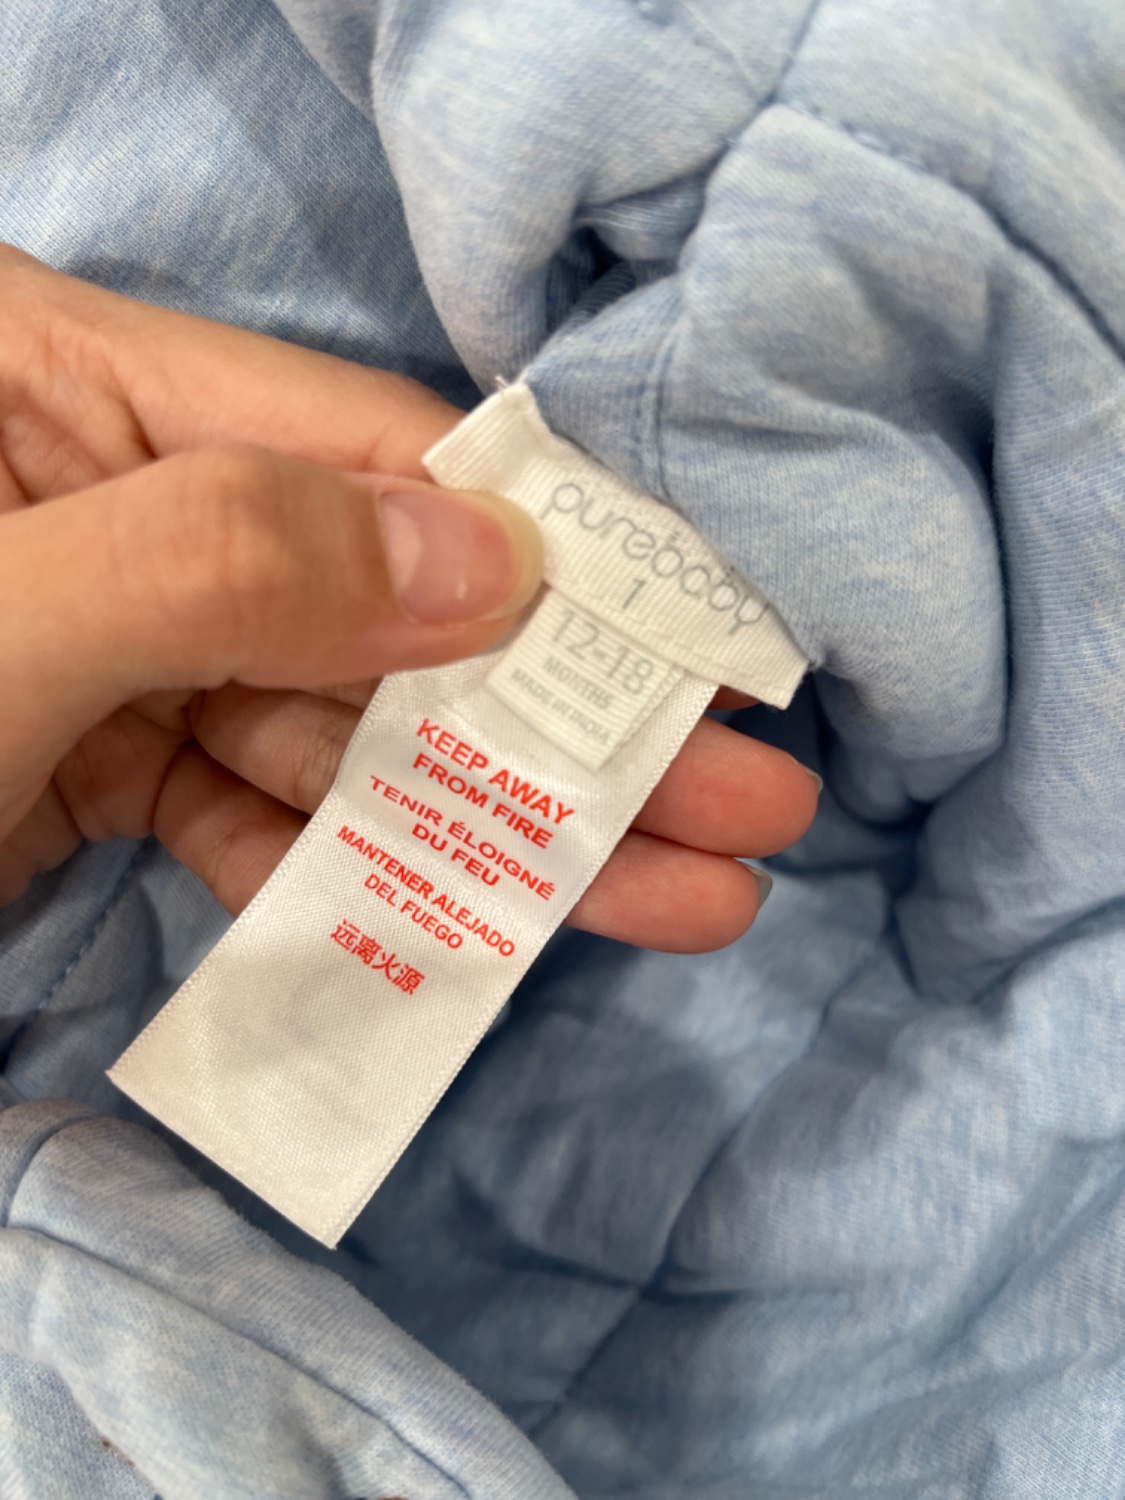 purebaby
1
12-18
MONTHS
MADE IN INDIA
KEEP AWAY
FROM FIRE
TENIR ÉLOIGNÉ
DU FEU
MANTENER ALEJADO
DEL FUEGO
远离火源